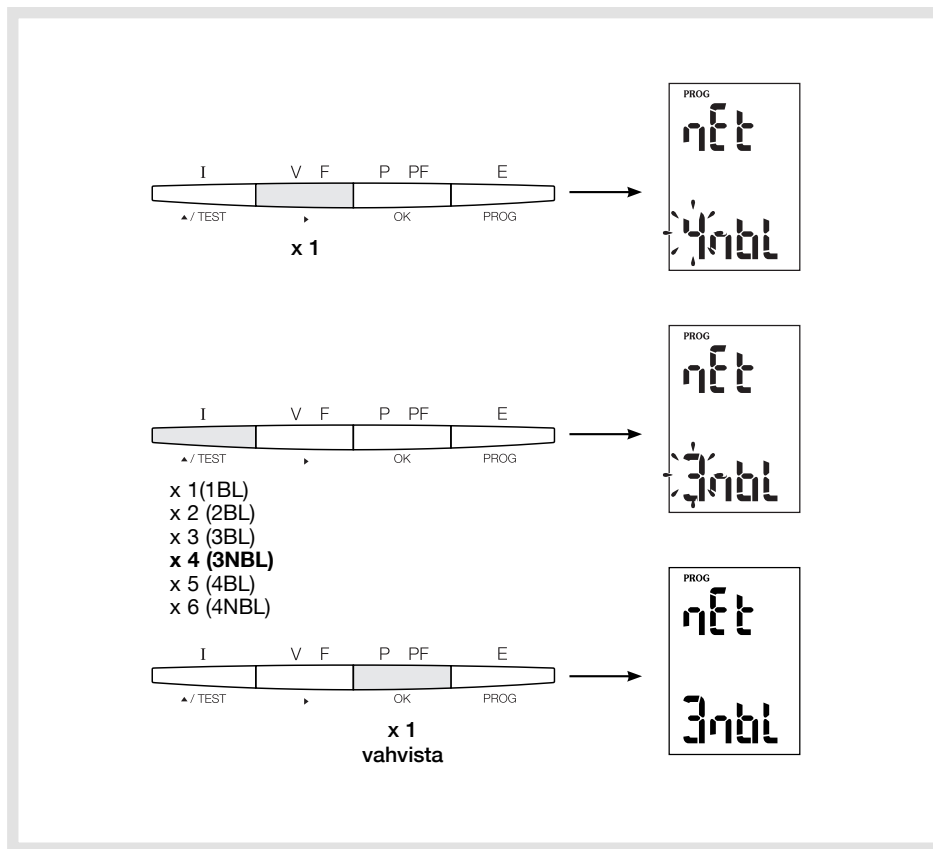 PROG
nEt
I V F P PF E
▲/ TEST ▶ OK PROG
x 1
4nbL
PROG
nEt
I V F P PF E
▲/ TEST ▶ OK PROG
3nbL
x 1(1BL)
x 2 (2BL)
x 3 (3BL)
x 4 (3NBL)
x 5 (4BL)
x 6 (4NBL)
PROG
nEt
I V F P PF E
▲/ TEST ▶ OK PROG
3nbL
x 1
vahvista